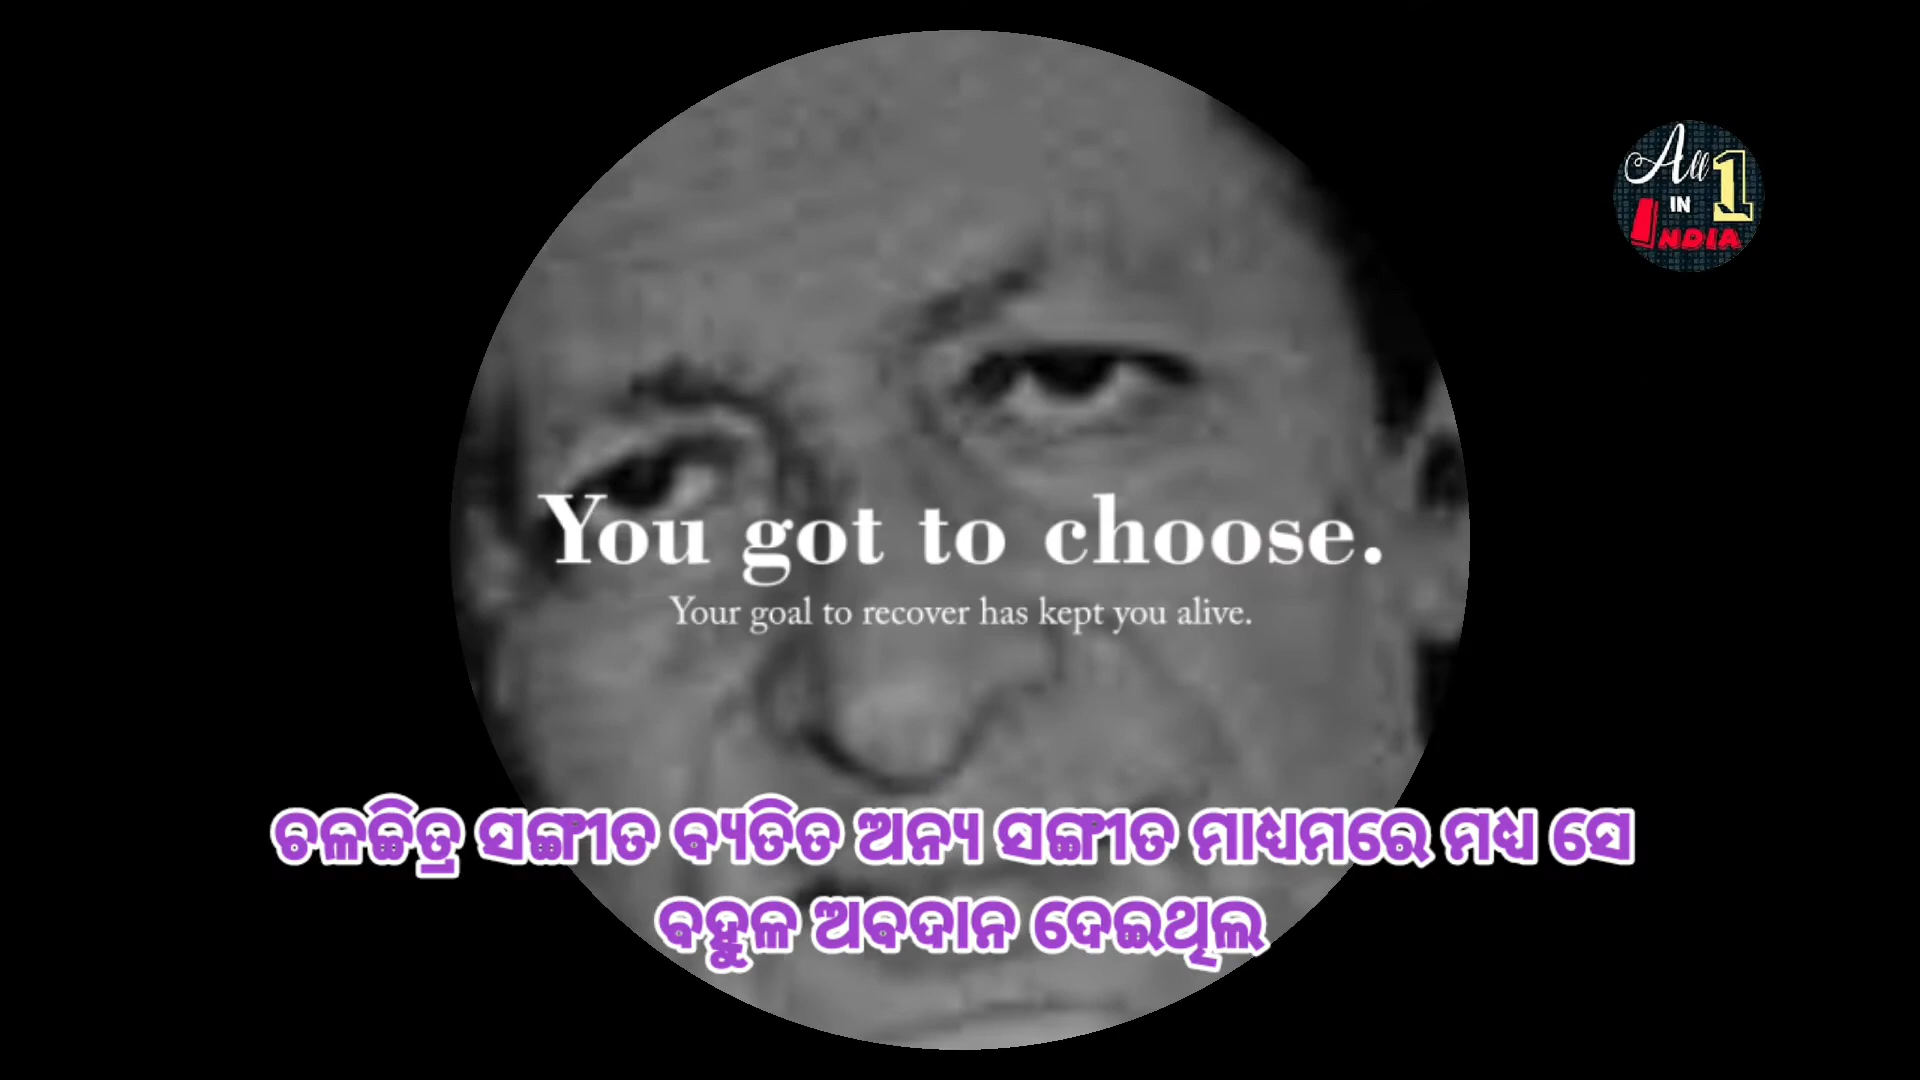 All
IN 1
INDIA
You got to choose.
Your goal to recover has kept you alive.
ଚଳଚ୍ଚିତ୍ର ସଙ୍ଗୀତ ବ୍ୟତିତ ଅନ୍ୟ ସଙ୍ଗୀତ ମାଧ୍ୟମରେ ମଧ୍ୟ ସେ
ବହୁଳ ଅବଦାନ ଦେଇଥିଲ